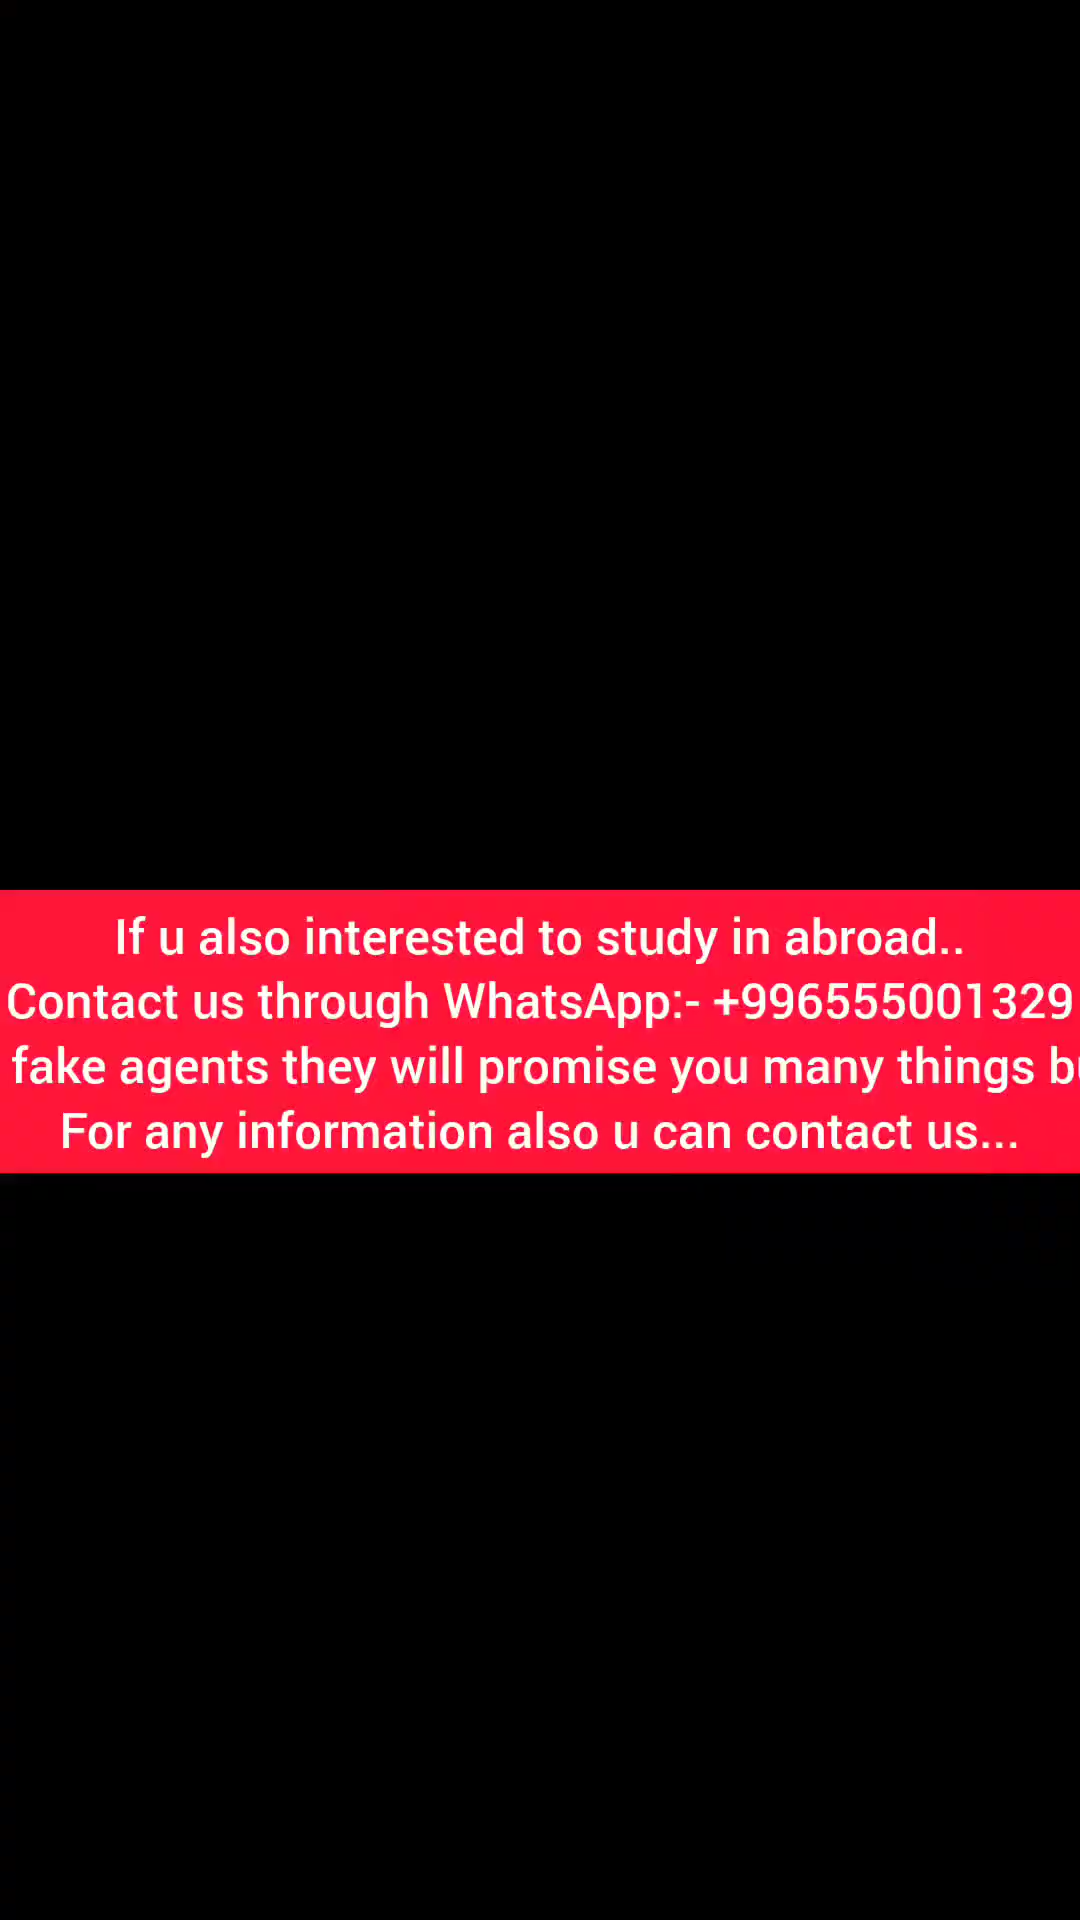 If u also interested to study in abroad..
Contact us through WhatsApp:- +996555001329
fake agents they will promise you many things
For any information also u can contact us...